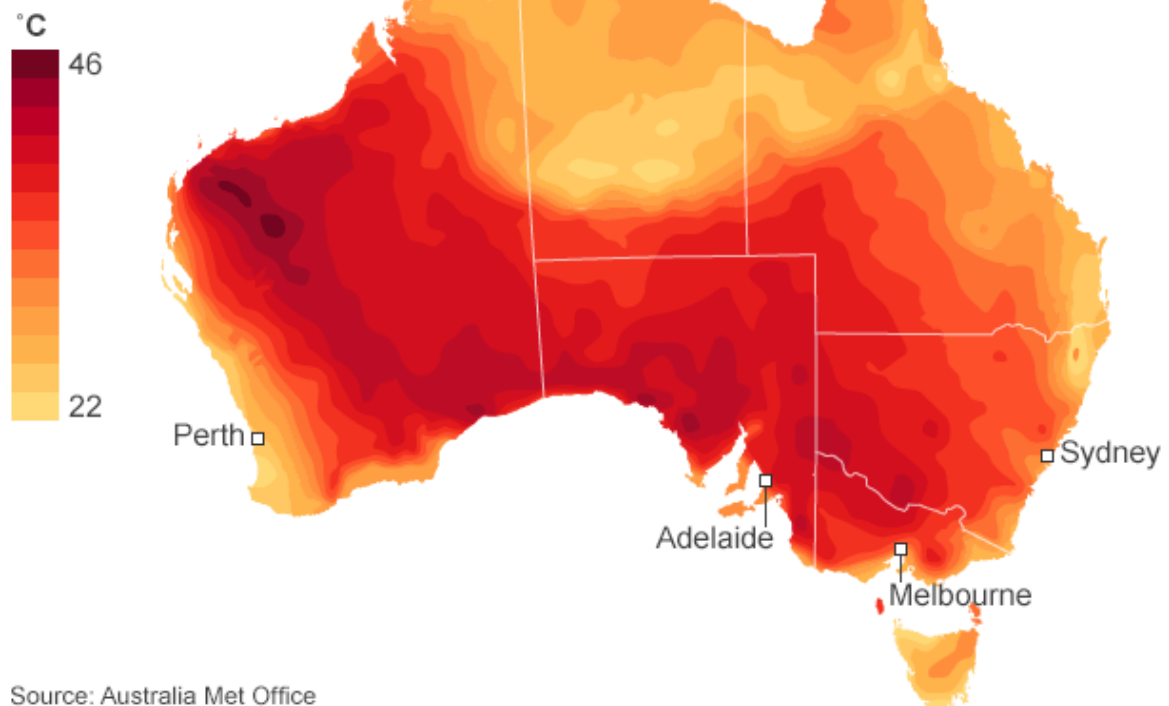 °C
46
22
Perth
Sydney
Adelaide
Melbourne
Source: Australia Met Office